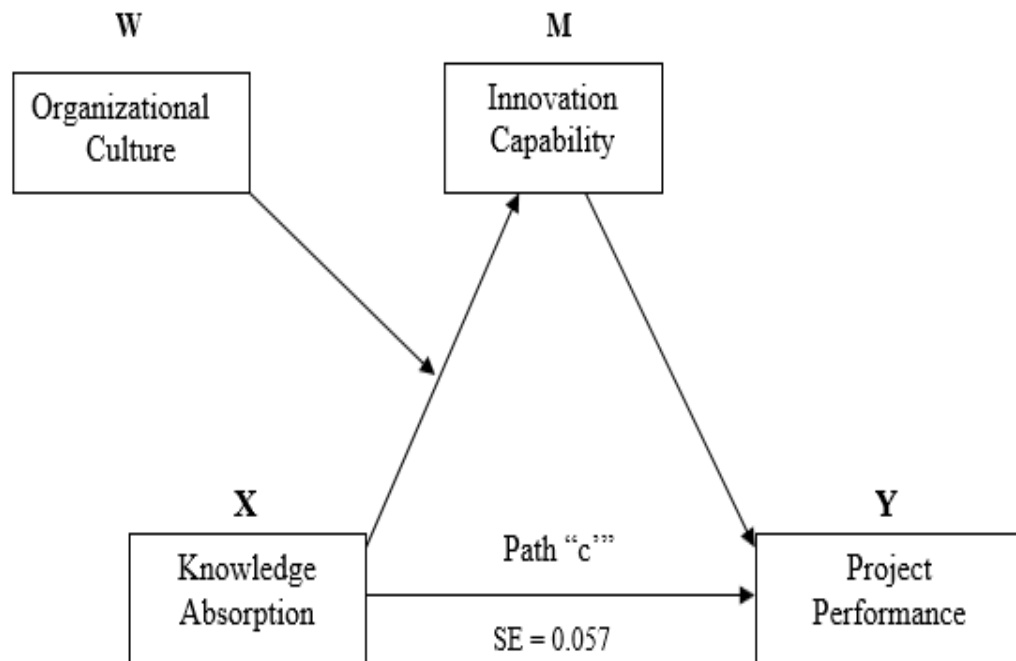 W
M
Organizational
Culture
Innovation
Capability
X
Y
Knowledge
Absorption
Path “c’”
SE = 0.057
Project
Performance